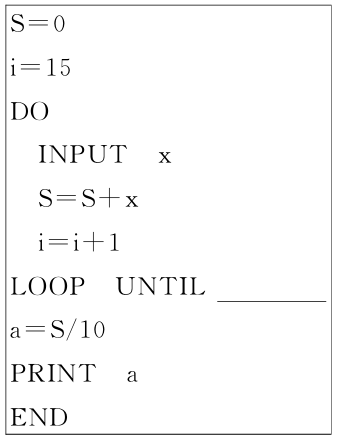 S=0
i=15
DO
INPUT x
S=S+x
i=i+1
LOOP UNTIL ________
a=S/10
PRINT a
END